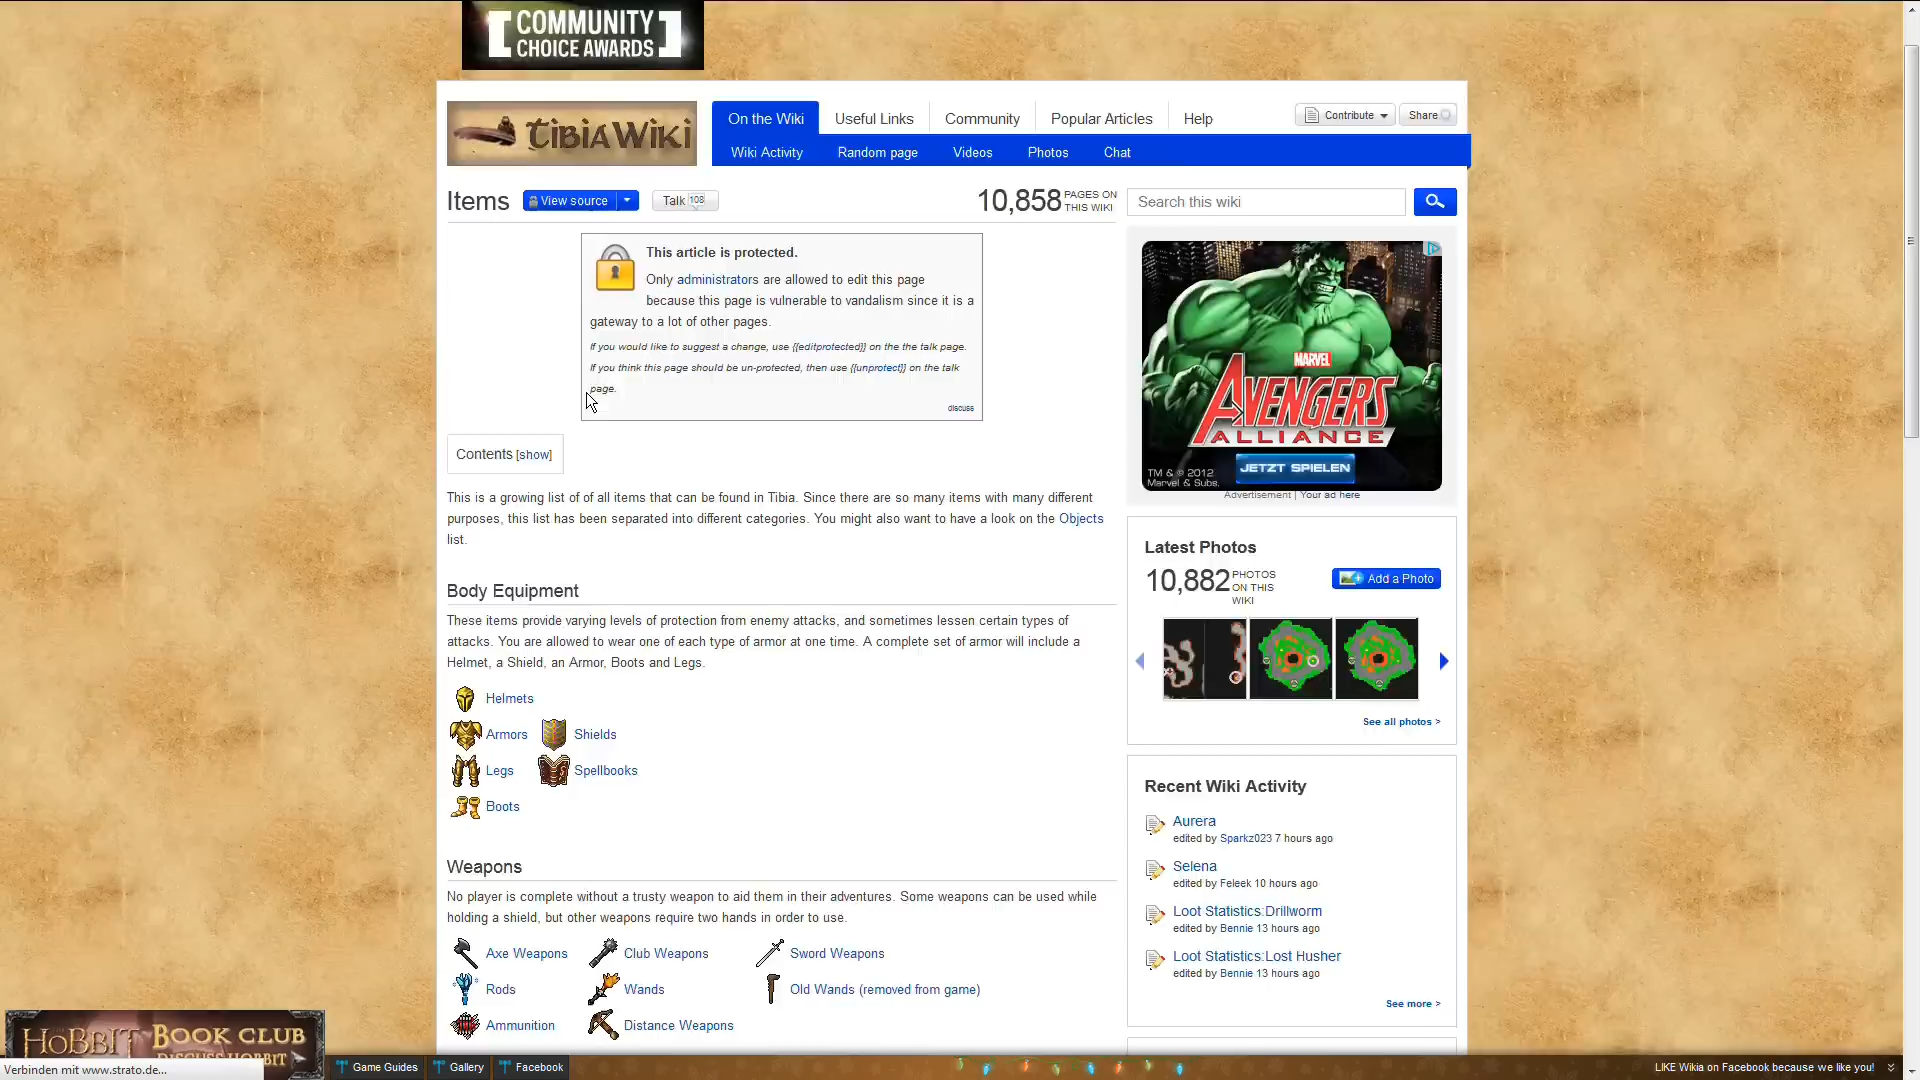 COMMUNITY
CHOICE AWARDS
TibiaWiki
On the Wiki
Useful Links
Community
Popular Articles
Help
Contribute
Share
Wiki Activity
Random page
Videos
Photos
Chat
Items
View source
Talk 108
10,858 PAGES ON
THIS WIKI
Search this wiki
This article is protected.
Only administrators are allowed to edit this page
because this page is vulnerable to vandalism since it is a
gateway to a lot of other pages.
If you would like to suggest a change, use {{editprotected}} on the the talk page.
If you think this page should be un-protected, then use {{unprotect}} on the talk
page.
discuss
MARVEL
AVENGERS
ALLIANCE
JETZT SPIELEN
TM & © 2012
Marvel & Subs.
Advertisement | Your ad here
Contents [show]
This is a growing list of of all items that can be found in Tibia. Since there are so many items with many different
purposes, this list has been separated into different categories. You might also want to have a look on the Objects
list.
Body Equipment
These items provide varying levels of protection from enemy attacks, and sometimes lessen certain types of
attacks. You are allowed to wear one of each type of armor at one time. A complete set of armor will include a
Helmet, a Shield, an Armor, Boots and Legs.
Helmets
Armors
Shields
Legs
Spellbooks
Boots
Weapons
No player is complete without a trusty weapon to aid them in their adventures. Some weapons can be used while
holding a shield, but other weapons require two hands in order to use.
Axe Weapons
Club Weapons
Sword Weapons
Rods
Wands
Old Wands (removed from game)
Ammunition
Distance Weapons
Latest Photos
10,882 PHOTOS
ON THIS
WIKI
Add a Photo
See all photos >
Recent Wiki Activity
Aurera
edited by Sparkz023 7 hours ago
Selena
edited by Feleek 10 hours ago
Loot Statistics:Drillworm
edited by Bennie 13 hours ago
Loot Statistics:Lost Husher
edited by Bennie 13 hours ago
See more >
HOBBIT BOOK CLUB
DISCUSS HOBBIT
Verbinden mit www.strato.de...
Game Guides
Gallery
Facebook
LIKE Wikia on Facebook because we like you!